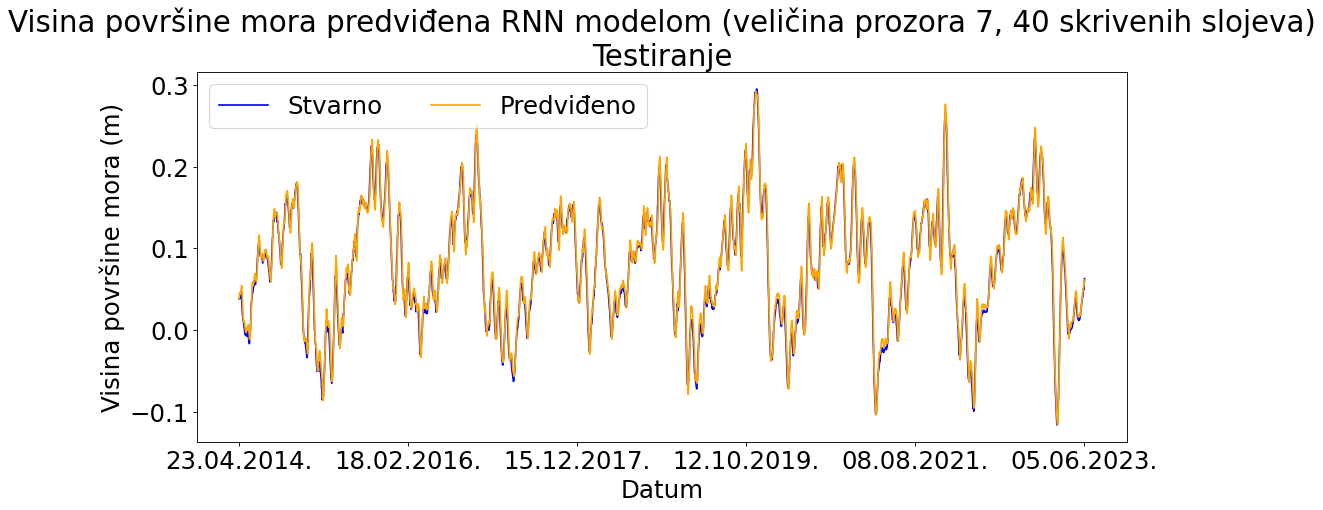 Visina površine mora predviđena RNN modelom (veličina prozora 7, 40 skrivenih slojeva)
Testiranje
Stvarno Predviđeno
Visina površine mora (m)
0.3
0.2
0.1
0.0
−0.1
23.04.2014. 18.02.2016. 15.12.2017. 12.10.2019. 08.08.2021. 05.06.2023.
Datum